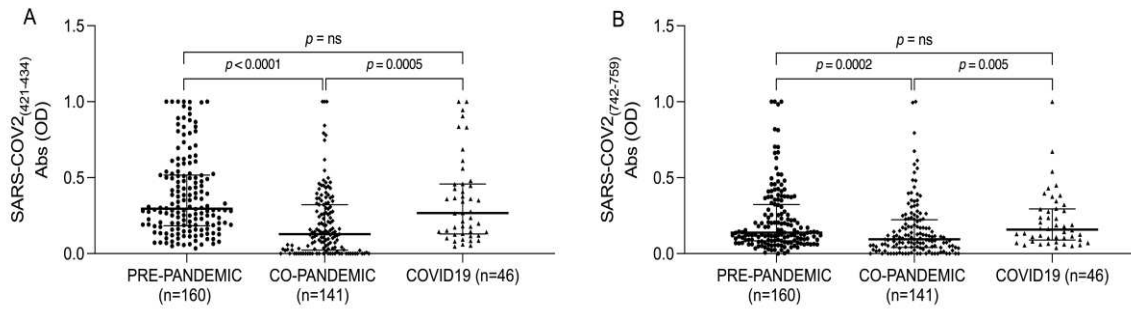 A
SARS-COV2(421-434)
Abs (OD)
1.5
1.0
0.5
0.0
p = ns
p < 0.0001
p = 0.0005
PRE-PANDEMIC
(n=160)
CO-PANDEMIC
(n=141)
COVID19 (n=46)
B
SARS-COV2(742-759)
Abs (OD)
1.5
1.0
0.5
0.0
p = ns
p = 0.0002
p = 0.005
PRE-PANDEMIC
(n=160)
CO-PANDEMIC
(n=141)
COVID19 (n=46)